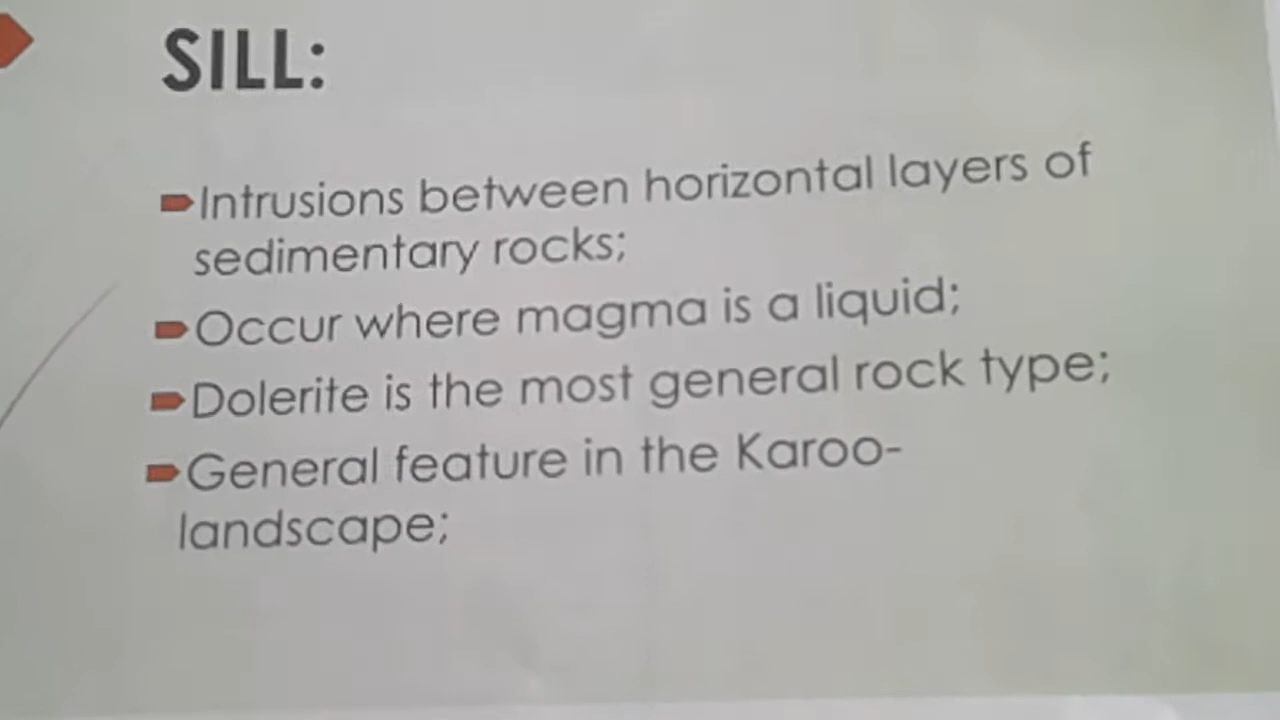 SILL:
Intrusions between horizontal layers of
sedimentary rocks;
Occur where magma is a liquid;
Dolerite is the most general rock type;
General feature in the Karoo-
landscape;